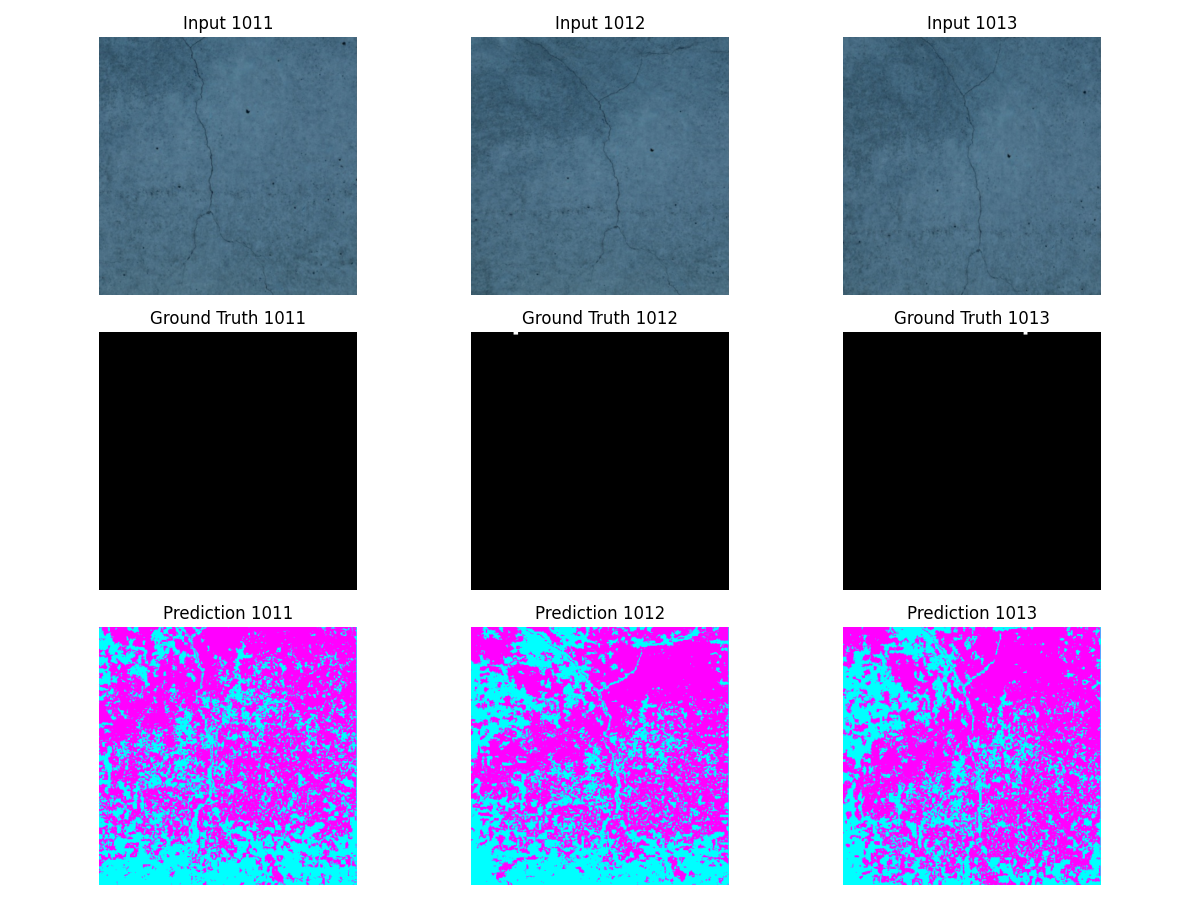 Input 1011
Input 1012
Input 1013
Ground Truth 1011
Ground Truth 1012
Ground Truth 1013
Prediction 1011
Prediction 1012
Prediction 1013